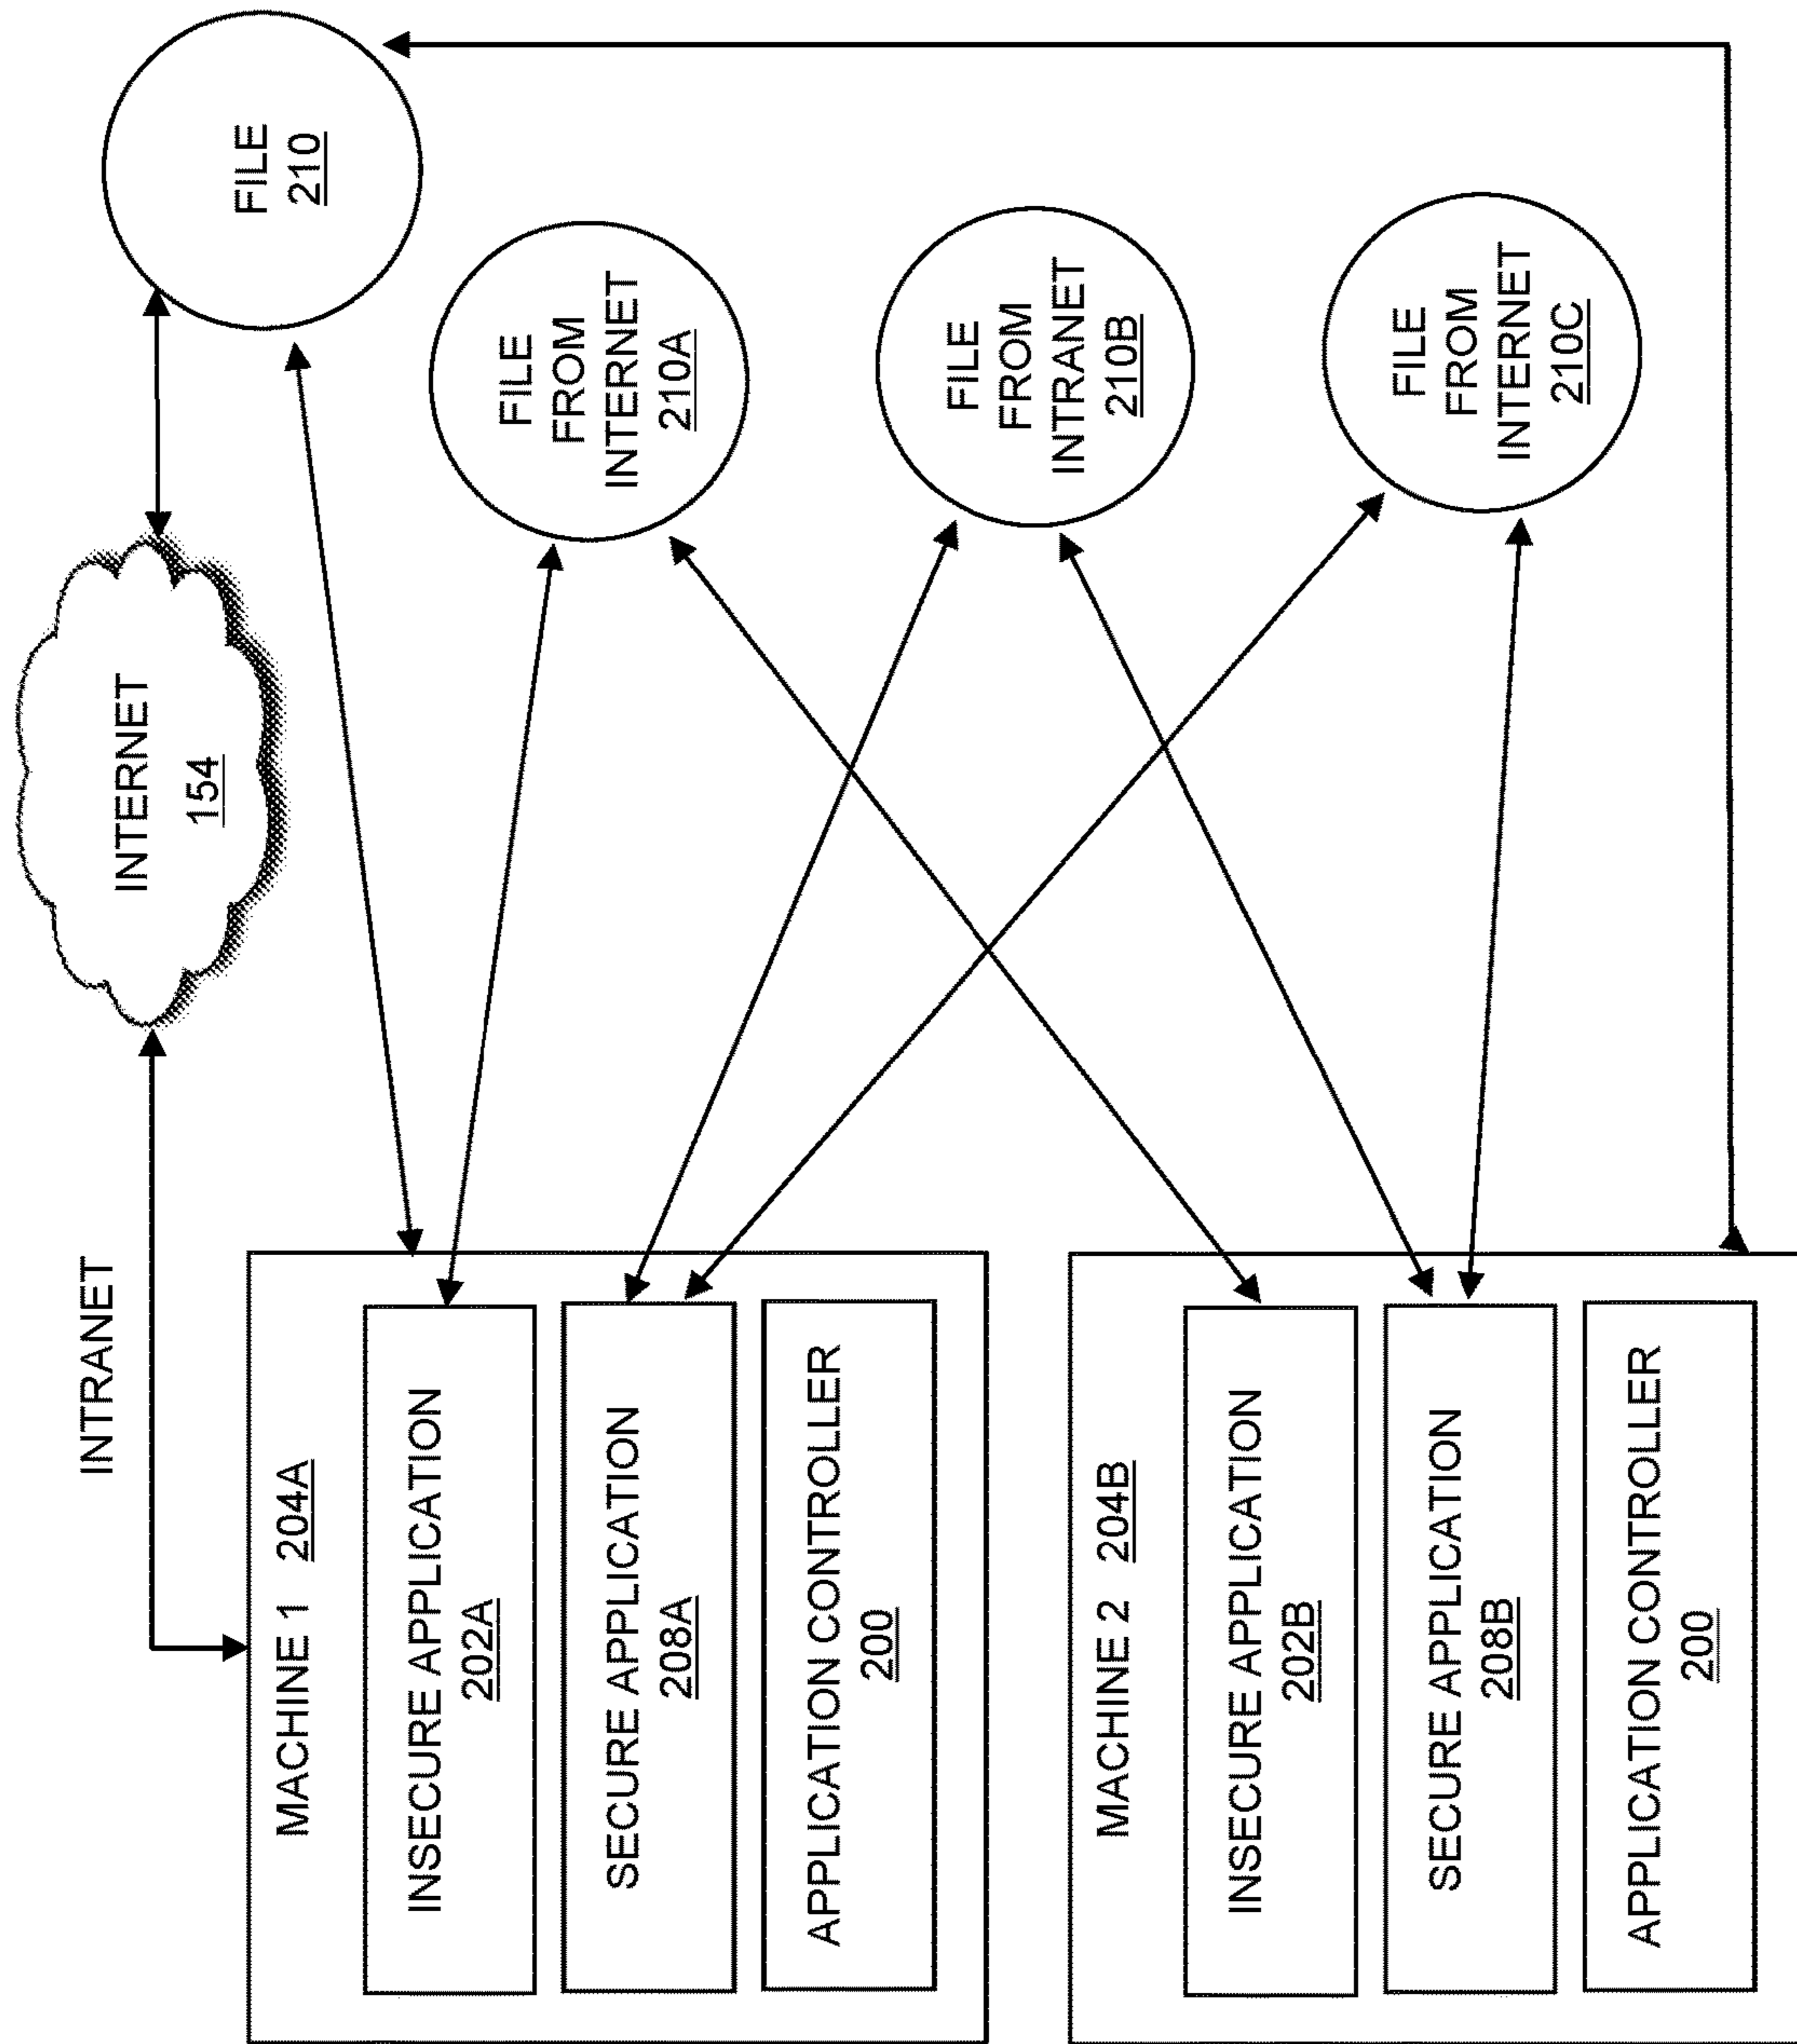 INTRANET
MACHINE 1 204A
INSECURE APPLICATION
202A
SECURE APPLICATION
208A
APPLICATION CONTROLLER
200
MACHINE 2 204B
INSECURE APPLICATION
202B
SECURE APPLICATION
208B
APPLICATION CONTROLLER
200
INTERNET
154
FILE
210
FILE
FROM
INTERNET
210A
FILE
FROM
INTRANET
210B
FILE
FROM
INTERNET
210C